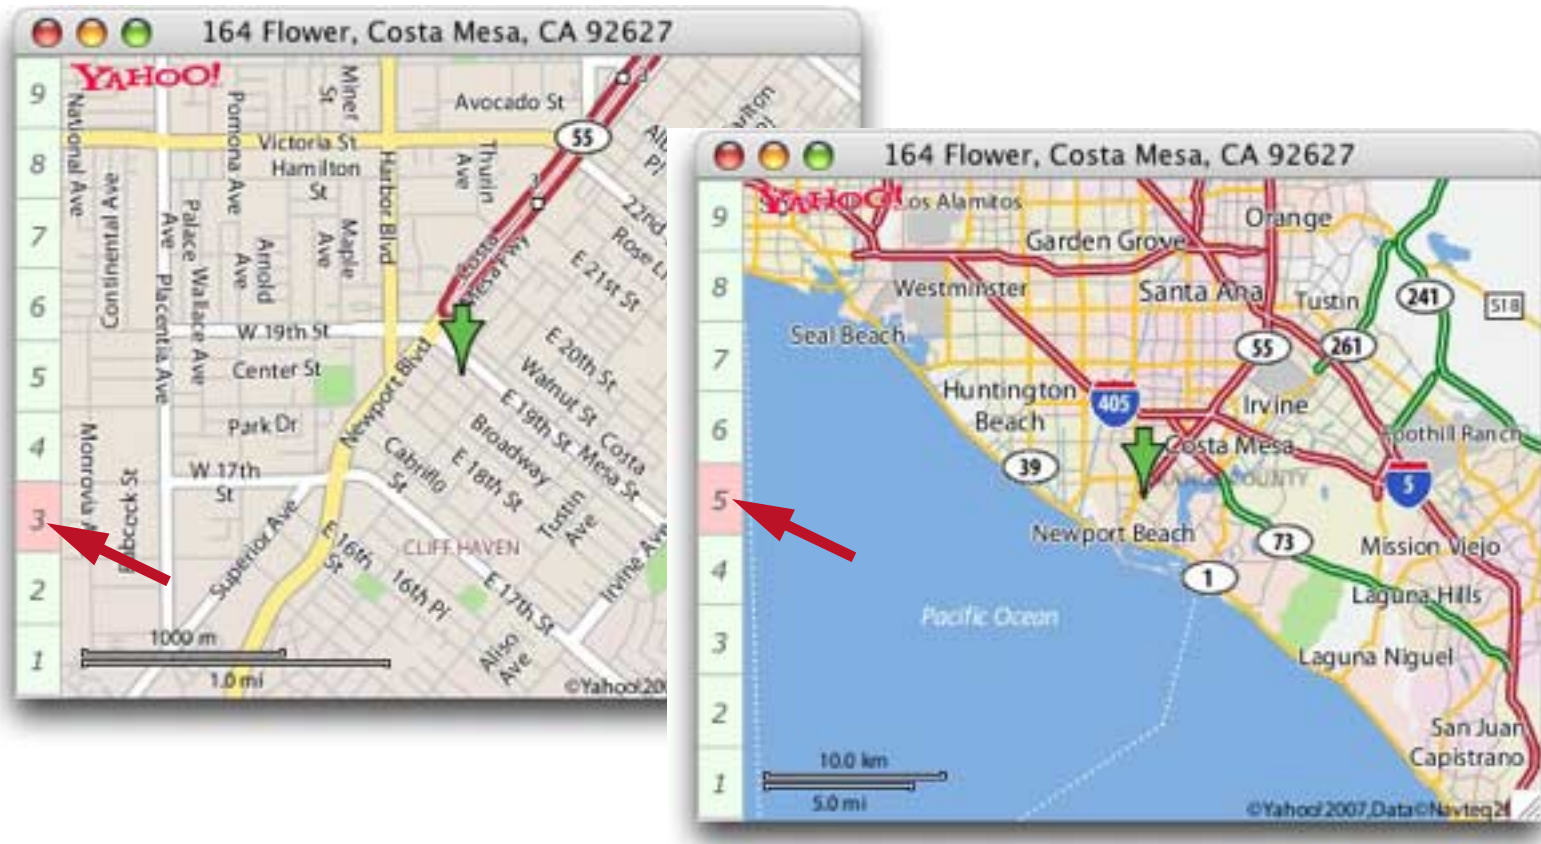 164 Flower, Costa Mesa, CA 92627
YAHOO!
9
8
7
6
5
4
3
2
1
National Ave
Continental Ave
Pomona Ave
Miner St
Avocado St
Victoria St
Hamilton St
Thurin Ave
55
Harbor Blvd
Palace Ave
Placentia Ave
Wallace Ave
Arnold Ave
Maple Ave
Costa Mesa Fwy
22nd
Rose Ln
E 21st St
W 19th St
Center St
Park Dr
Newport Blvd
E 20th St
Walnut St
E 19th St
Costa Mesa St
Broadway
E 18th St
Cabrillo St
Monrovia
Babcock St
W 17th St
Superior Ave
E 16th St
CLIFF HAVEN
16th Pl
E 17th St
Tustin Ave
Irvine Ave
Aliso Ave
1000 m
1.0 mi
©Yahoo!
164 Flower, Costa Mesa, CA 92627
YAHOO!
9
8
7
6
5
4
3
2
1
Los Alamitos
Orange
Garden Grove
Westminster
Santa Ana
Tustin
241
S18
Seal Beach
55
261
Huntington Beach
405
Irvine
Costa Mesa
Foothill Ranch
39
5
COUNTY
Newport Beach
73
Mission Viejo
1
Laguna Hills
Pacific Ocean
Laguna Niguel
San Juan Capistrano
10.0 km
5.0 mi
©Yahoo! 2007, Data©Navteq